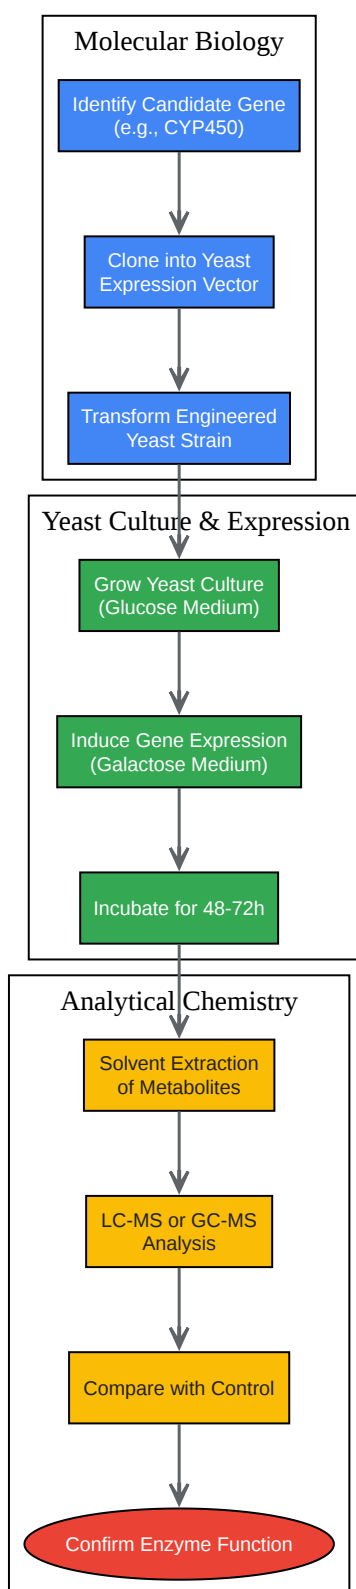 Molecular Biology
Identify Candidate Gene
(e.g., CYP450)
Clone into Yeast
Expression Vector
Transform Engineered
Yeast Strain
Yeast Culture & Expression
Grow Yeast Culture
(Glucose Medium)
Induce Gene Expression
(Galactose Medium)
Incubate for 48-72h
Analytical Chemistry
Solvent Extraction
of Metabolites
LC-MS or GC-MS
Analysis
Compare with Control
Confirm Enzyme Function